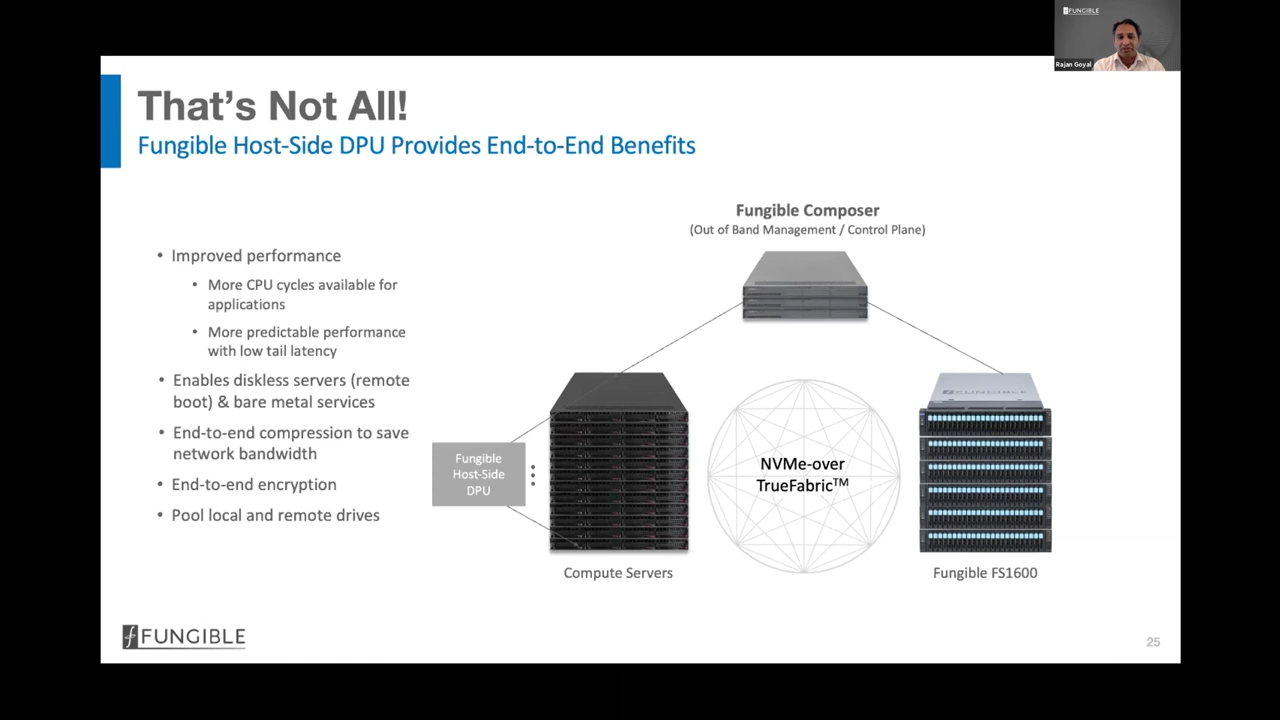 FUNGIBLE
Rajan Goyal
That's Not All!
Fungible Host-Side DPU Provides End-to-End Benefits
• Improved performance
• More CPU cycles available for
applications
• More predictable performance
with low tail latency
• Enables diskless servers (remote
boot) & bare metal services
• End-to-end compression to save
network bandwidth
• End-to-end encryption
• Pool local and remote drives
Fungible Composer
(Out of Band Management / Control Plane)
Fungible
Host-Side
DPU
Compute Servers
NVMe-over
TrueFabric™
FUNGIBLE
Fungible FS1600
FUNGIBLE
25